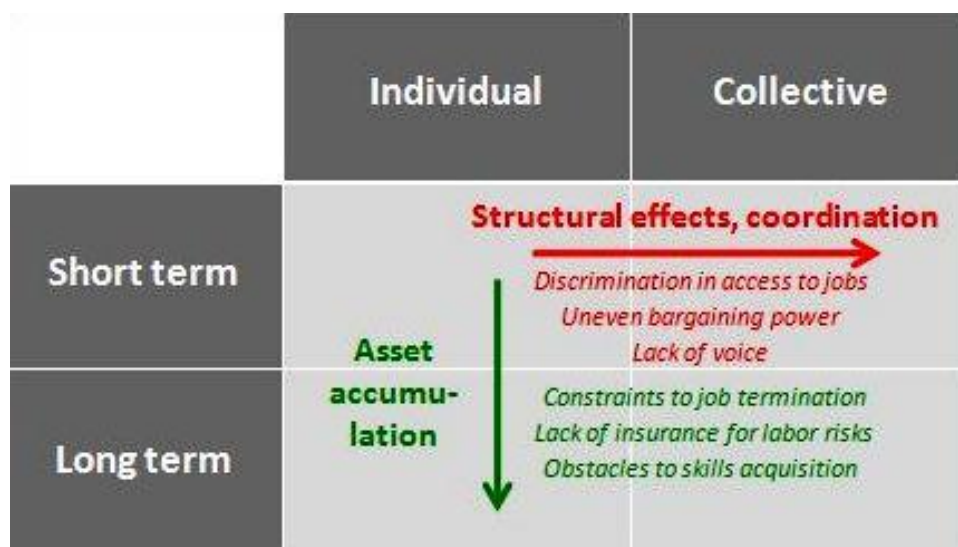 Individual
Collective
Short term
Structural effects, coordination
Discrimination in access to jobs
Uneven bargaining power
Lack of voice
Asset
accumu-
lation
Long term
Constraints to job termination
Lack of insurance for labor risks
Obstacles to skills acquisition